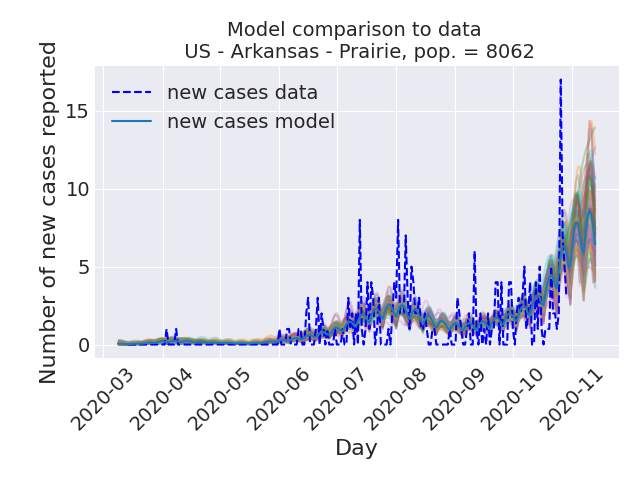 Model comparison to data
US - Arkansas - Prairie, pop. = 8062
Number of new cases reported
15
10
5
0
new cases data
new cases model
2020-03
2020-04
2020-05
2020-06
2020-07
2020-08
2020-09
2020-10
2020-11
Day